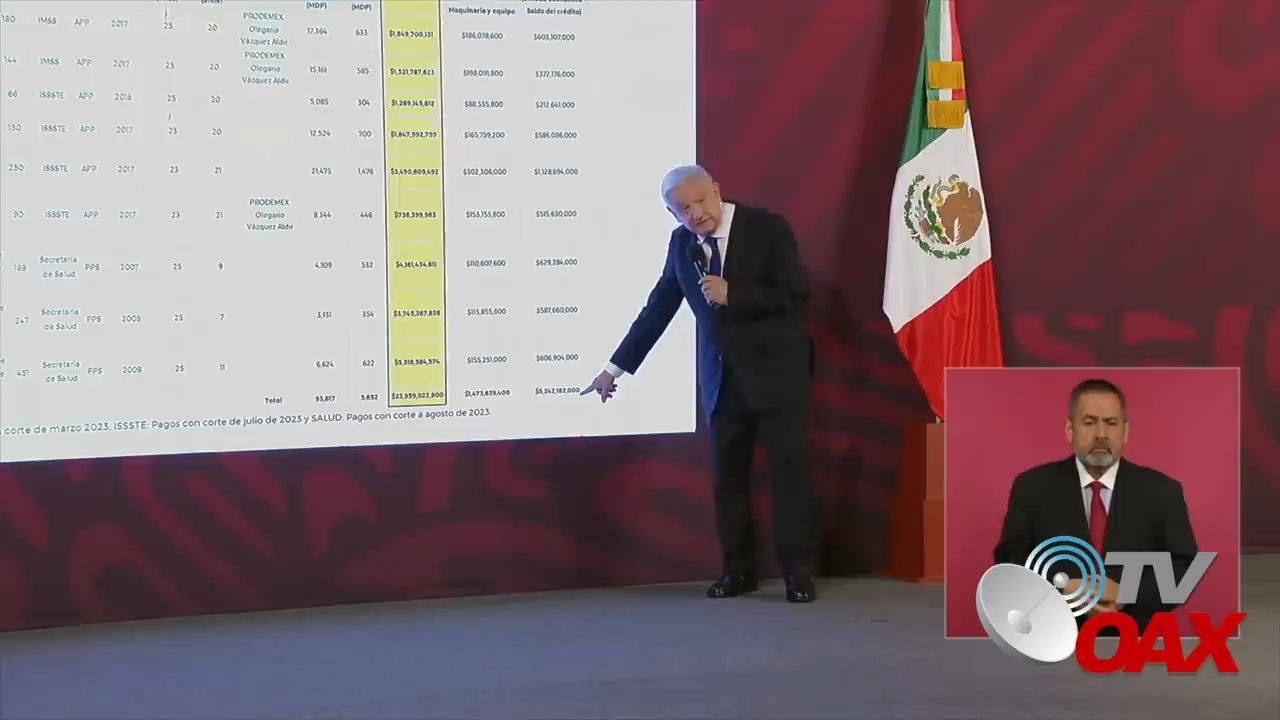 (MDP) (MDP) Maquinaria y equipo Saldo del crédito)
180 IMSS APP 2017 25 20 PRODEMEX Olegario Vázquez Aldir 17,364 633 $1,849,700,131 $186,078,600 $603,107,000
144 IMSS APP 2017 25 20 PRODEMEX Olegario Vázquez Aldir 15,161 585 $1,321,787,623 $198,091,800 $372,176,000
66 ISSSTE APP 2018 25 20 5,085 304 $1,289,145,812 $88,535,800 $212,641,000
150 ISSSTE APP 2017 23 20 12,524 700 $1,847,992,759 $165,759,200 $586,086,000
250 ISSSTE APP 2017 23 21 21,475 1,476 $3,490,609,492 $302,306,000 $1,128,694,000
90 ISSSTE APP 2017 23 21 PRODEMEX Olegario Vázquez Aldir 8,344 446 $736,399,963 $153,153,800 $515,630,000
189 Secretaría de Salud PPS 2007 25 9 4,109 532 $4,361,434,611 $110,607,600 $629,284,000
247 Secretaría de Salud PPS 2005 25 7 3,131 354 $3,745,367,836 $113,855,600 $587,660,000
451 Secretaría de Salud PPS 2009 25 11 6,624 622 $5,316,584,574 $155,251,000 $606,904,000
Total 93,817 5,652 $23,959,022,800 $1,473,639,400 $5,242,182,000
corte de marzo 2023, ISSSTE: Pagos con corte de julio de 2023 y SALUD: Pagos con corte a agosto de 2023.
TV
OAX